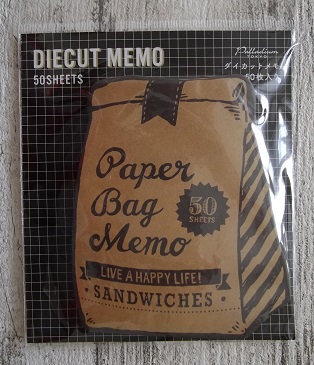 DIECUT MEMO
50SHEETS
Palladium
ダイカットメモ
50枚入り
Paper
Bag
Memo
50
SHEETS
LIVE A HAPPY LIFE!
SANDWICHES